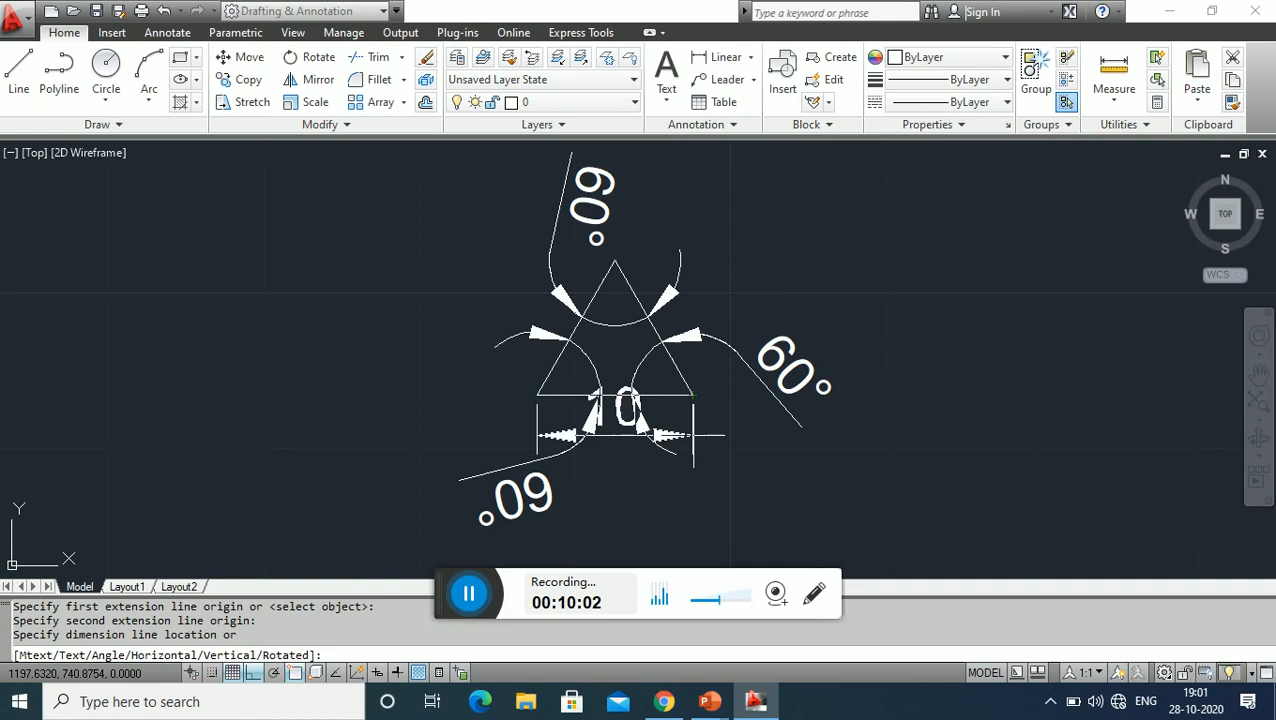 Drafting & Annotation
Type a keyword or phrase
Sign In
Home Insert Annotate Parametric View Manage Output Plug-ins Online Express Tools
Line
Polyline
Circle
Arc
Draw
Move
Copy
Stretch
Rotate
Mirror
Scale
Trim
Fillet
Array
Modify
Unsaved Layer State
0
Layers
Text
Linear
Leader
Table
Annotation
Insert
Create
Edit
Block
ByLayer
ByLayer
ByLayer
Properties
Group
Groups
Measure
Utilities
Paste
Clipboard
[−] [Top] [2D Wireframe]
N
W TOP E
S
WCS
60°
60°
10
60°
Y
X
Model Layout1 Layout2
Recording...
00:10:02
Specify first extension line origin or <select object>:
Specify second extension line origin:
Specify dimension line location or
[Mtext/Text/Angle/Horizontal/Vertical/Rotated]:
1197.6320, 740.8754, 0.0000
MODEL
1:1
Type here to search
ENG
19:01
28-10-2020